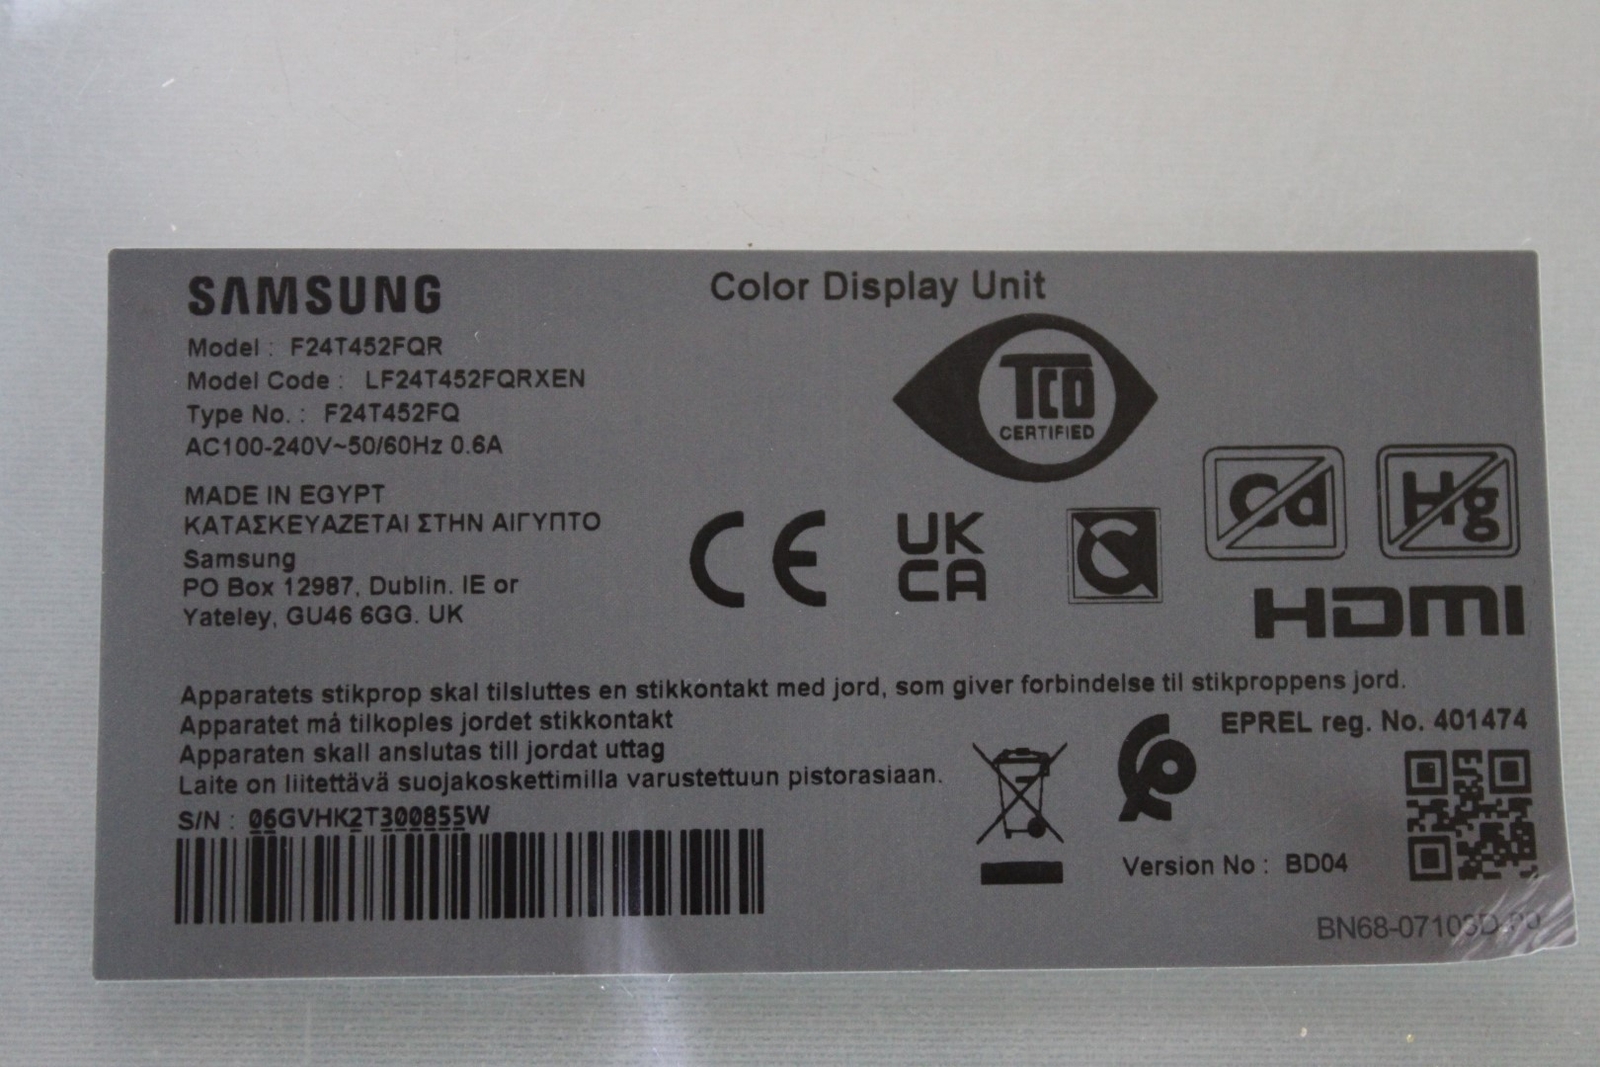 SAMSUNG
Color Display Unit
Model : F24T452FQR
Model Code : LF24T452FQRXEN
Type No. : F24T452FQ
AC100-240V~50/60Hz 0.6A
TCO
CERTIFIED
MADE IN EGYPT
ΚΑΤΑΣΚΕΥΑΖΕΤΑΙ ΣΤΗΝ ΑΙΓΥΠΤΟ
Samsung
PO Box 12987, Dublin. IE or
Yateley, GU46 6GG. UK
CE
UK
CA
Cd
Hg
HDMI
Apparatets stikprop skal tilsluttes en stikkontakt med jord, som giver forbindelse til stikproppens jord.
Apparatet må tilkoples jordet stikkontakt
Apparaten skall anslutas till jordat uttag
Laite on liitettävä suojakoskettimilla varustettuun pistorasiaan.
EPREL reg. No. 401474
S/N : 06GVHK2T300855W
Version No : BD04